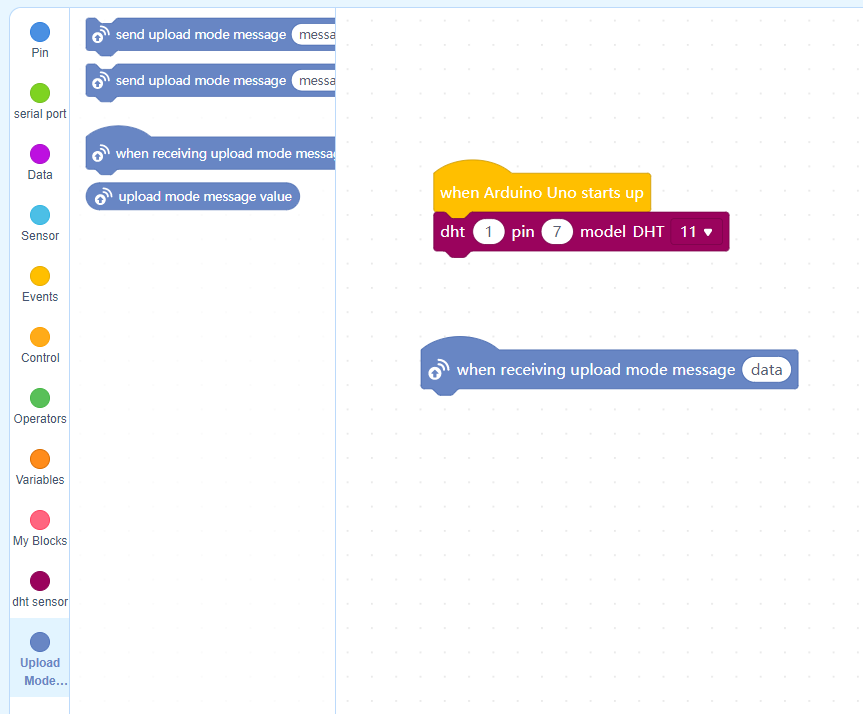 Pin
serial port
Data
Sensor
Events
Control
Operators
Variables
My Blocks
dht sensor
Upload
Mode...
send upload mode message messa
send upload mode message messa
when receiving upload mode messa
upload mode message value
when Arduino Uno starts up
dht 1 pin 7 model DHT 11
when receiving upload mode message data